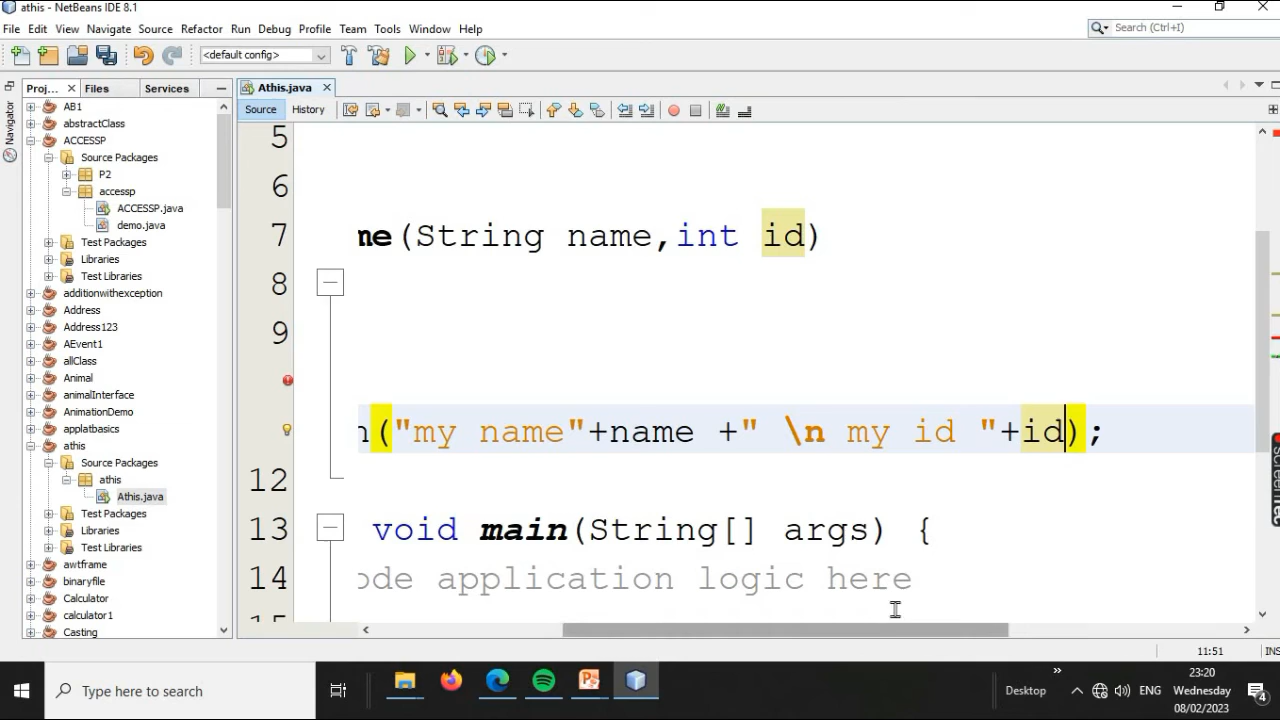 athis - NetBeans IDE 8.1
File Edit View Navigate Source Refactor Run Debug Profile Team Tools Window Help
Search (Ctrl+I)
<default config>
Proj... Files Services
Athis.java
Source History
Navigator
AB1
abstractClass
ACCESSP
Source Packages
P2
accessp
ACCESSP.java
demo.java
Test Packages
Libraries
Test Libraries
additionwithexception
Address
Address123
AEvent1
allClass
Animal
animalInterface
AnimationDemo
applatbasics
athis
Source Packages
athis
Athis.java
Test Packages
Libraries
Test Libraries
awtframe
binaryfile
Calculator
calculator1
Casting
5
6
7 me(String name,int id)
8
9
n("my name"+name +" \n my id "+id);
12
13 void main(String[] args) {
14 ode application logic here
15
11:51 INS
Type here to search
Desktop
ENG
23:20
Wednesday
08/02/2023
4